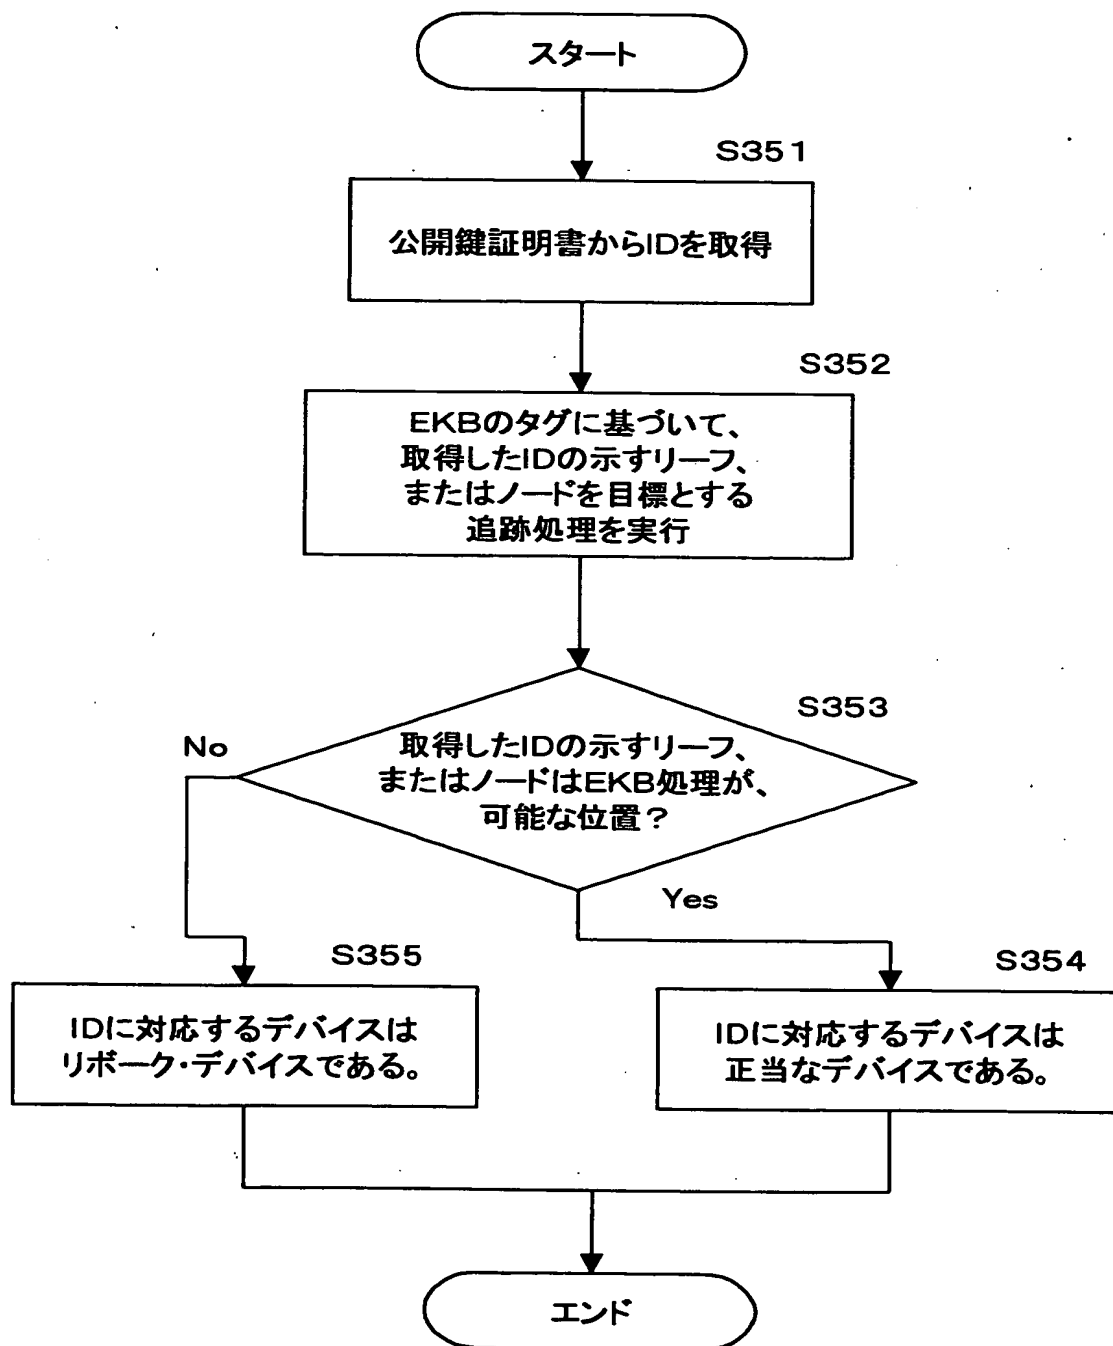 スタート
S351
公開鍵証明書からIDを取得
S352
EKBのタグに基づいて、
取得したIDの示すリーフ、
またはノードを目標とする
追跡処理を実行
S353
取得したIDの示すリーフ、
またはノードはEKB処理が、
可能な位置？
No
Yes
S355
IDに対応するデバイスは
リボーク・デバイスである。
S354
IDに対応するデバイスは
正当なデバイスである。
エンド